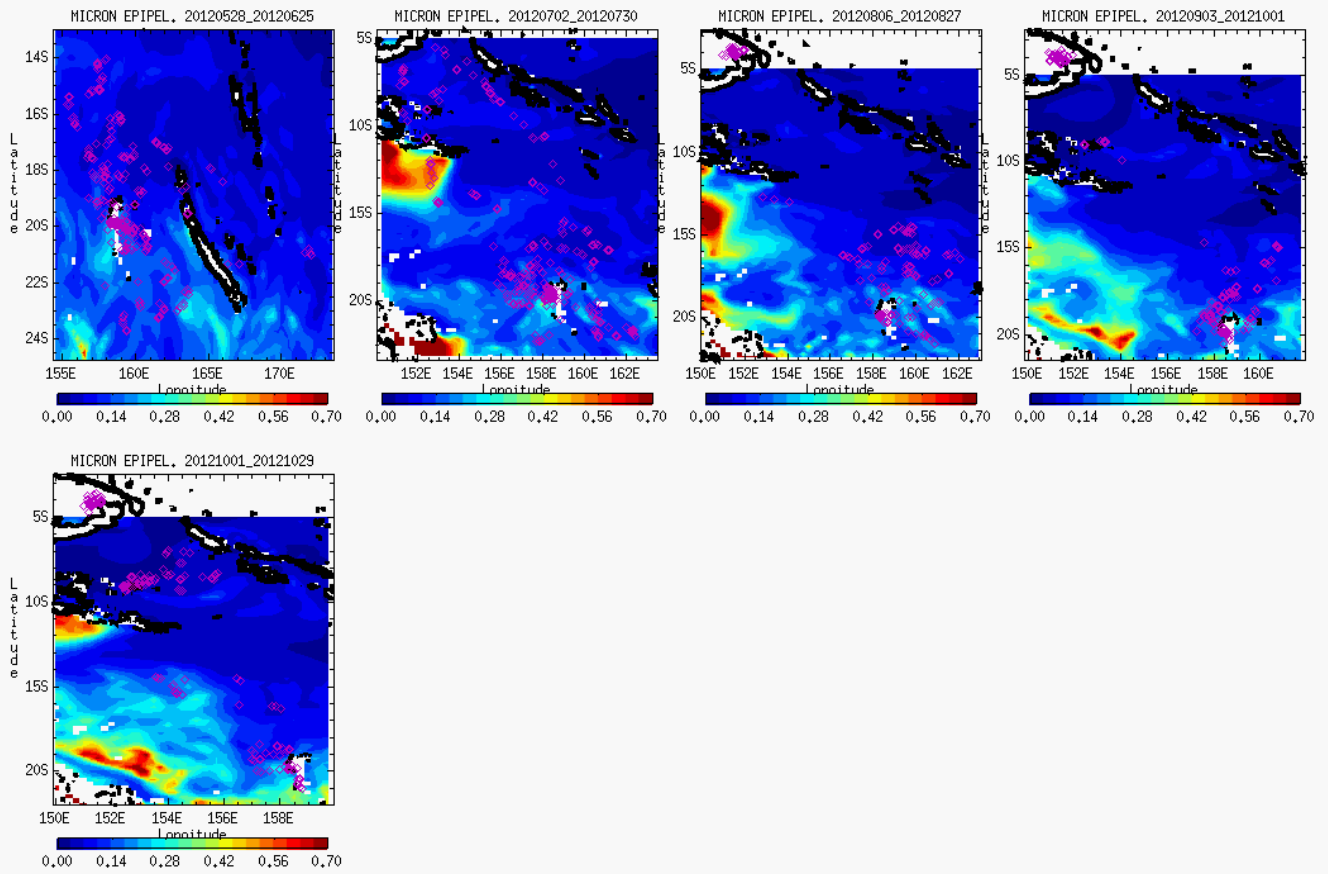 MICRON EPIPEL. 20120528_20120625
14S
16S
18S
20S
22S
24S
Latitude
155E 160E 165E 170E
Longitude
0.00 0.14 0.28 0.42 0.56 0.70
MICRON EPIPEL. 20120702_20120730
5S
10S
15S
20S
Latitude
152E 154E 156E 158E 160E 162E
Longitude
0.00 0.14 0.28 0.42 0.56 0.70
MICRON EPIPEL. 20120806_20120827
5S
10S
15S
20S
Latitude
150E 152E 154E 156E 158E 160E 162E
Longitude
0.00 0.14 0.28 0.42 0.56 0.70
MICRON EPIPEL. 20120903_20121001
5S
10S
15S
20S
Latitude
150E 152E 154E 156E 158E 160E
Longitude
0.00 0.14 0.28 0.42 0.56 0.70
MICRON EPIPEL. 20121001_20121029
5S
10S
15S
20S
Latitude
150E 152E 154E 156E 158E
Longitude
0.00 0.14 0.28 0.42 0.56 0.70